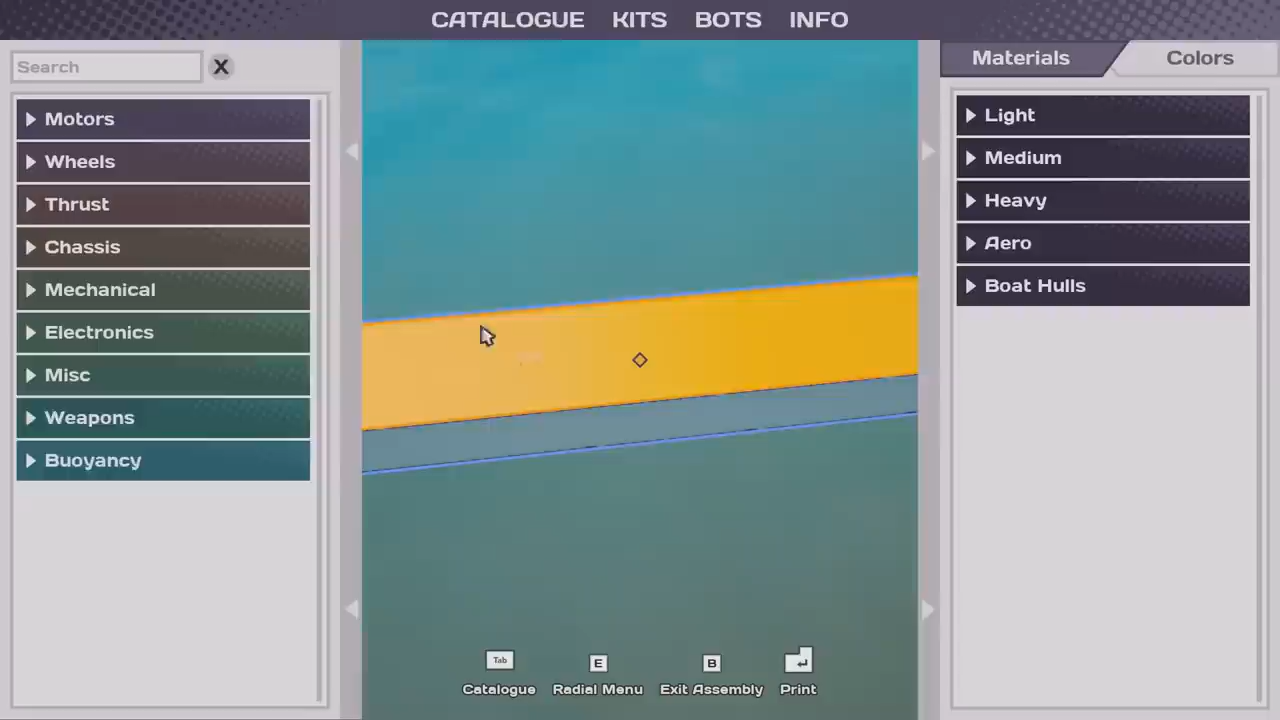 CATALOGUE KITS BOTS INFO
Search X
Motors
Wheels
Thrust
Chassis
Mechanical
Electronics
Misc
Weapons
Buoyancy
Materials Colors
Light
Medium
Heavy
Aero
Boat Hulls
Tab E B
Catalogue Radial Menu Exit Assembly Print